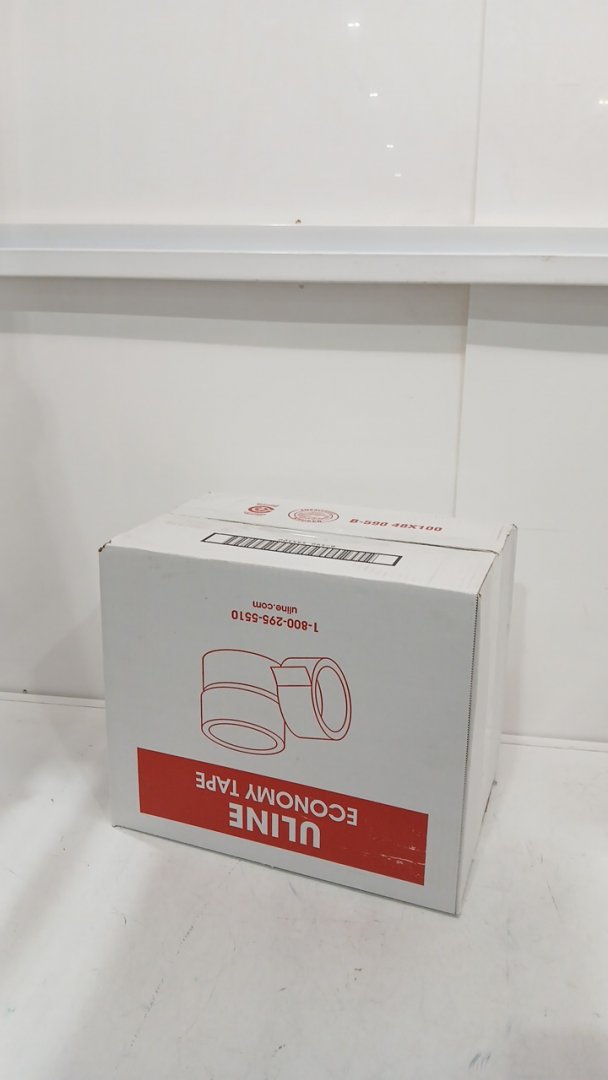 ULINE
ECONOMY TAPE
1-800-295-5510
uline.com
B-590 48X100